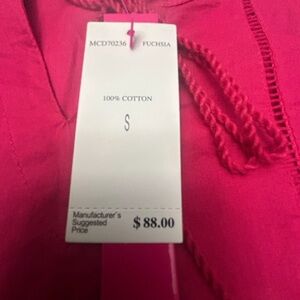 MCD70236 FUCHSIA
100% COTTON
S
Manufacturer's
Suggested
Price
$88.00